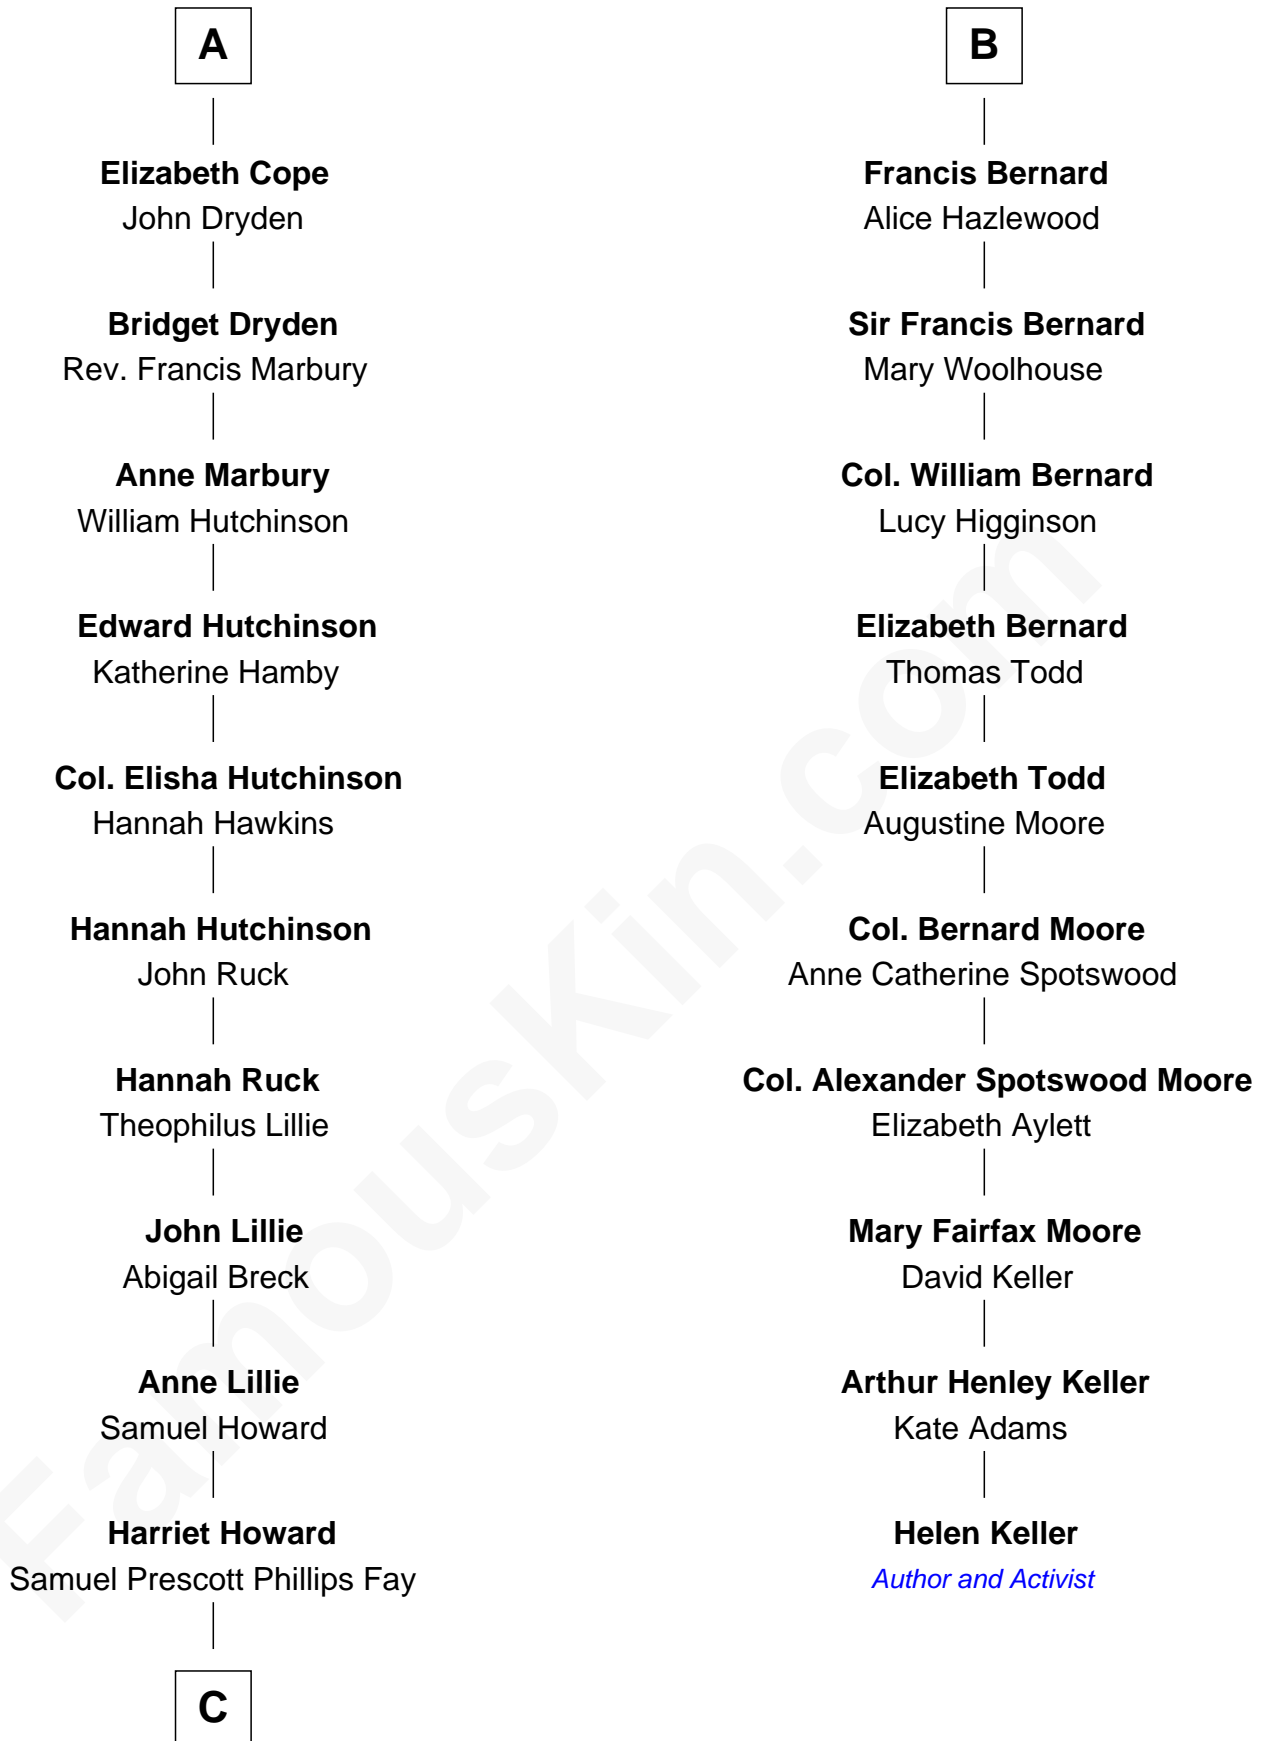 A
Elizabeth Cope
John Dryden
Bridget Dryden
Rev. Francis Marbury
Anne Marbury
William Hutchinson
Edward Hutchinson
Katherine Hamby
Col. Elisha Hutchinson
Hannah Hawkins
Hannah Hutchinson
John Ruck
Hannah Ruck
Theophilus Lillie
John Lillie
Abigail Breck
Anne Lillie
Samuel Howard
Harriet Howard
Samuel Prescott Phillips Fay
C
B
Francis Bernard
Alice Hazlewood
Sir Francis Bernard
Mary Woolhouse
Col. William Bernard
Lucy Higginson
Elizabeth Bernard
Thomas Todd
Elizabeth Todd
Augustine Moore
Col. Bernard Moore
Anne Catherine Spotswood
Col. Alexander Spotswood Moore
Elizabeth Aylett
Mary Fairfax Moore
David Keller
Arthur Henley Keller
Kate Adams
Helen Keller
Author and Activist
FamousKin.com